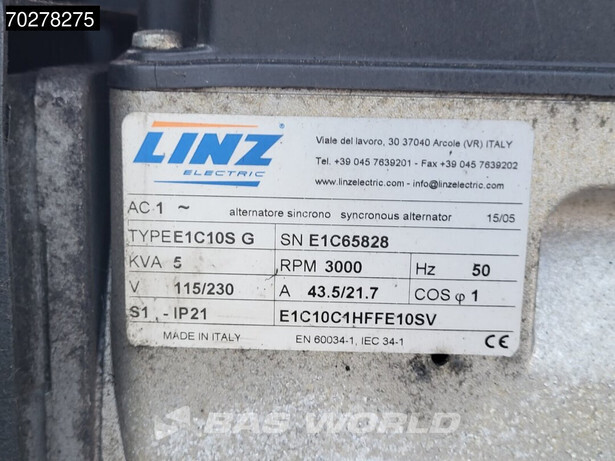 70278275
LINZ
ELECTRIC
Viale del lavoro, 30 37040 Arcole (VR) ITALY
Tel. +39 045 7639201 - Fax +39 045 7639202
www.linzelectric.com - info@linzelectric.com
AC 1 ~ alternatore sincrono syncronous alternator 15/05
TYPE E1C10S G SN E1C65828
KVA 5 RPM 3000 Hz 50
V 115/230 A 43.5/21.7 COS φ 1
S1 - IP21 E1C10C1HFFE10SV
MADE IN ITALY EN 60034-1, IEC 34-1 CE
BAS WORLD